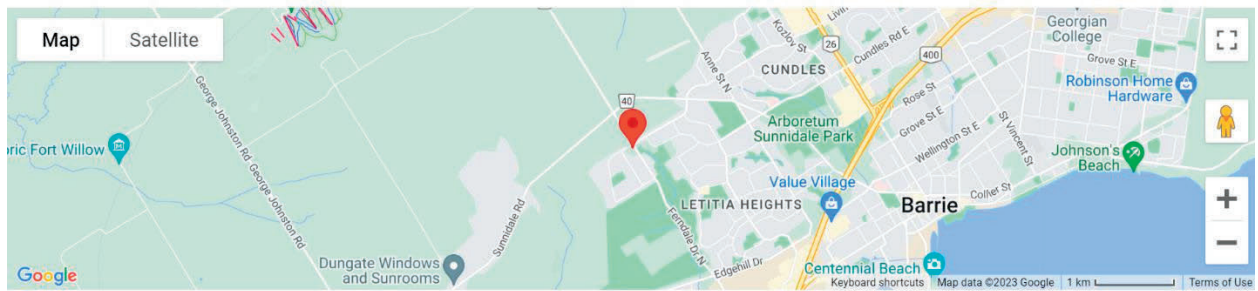 Map
Satellite
Georgian
College
Kozlov St
Livin
Cundles Rd E
26
400
Grove St E
CUNDLES
Anne St N
Robinson Home
Hardware
40
George Johnston Rd
George Johnston Rd
Rose St
Arboretum
Sunnidale Park
Grove St E
St Vincent St
oric Fort Willow
Wellington St E
Johnson's
Beach
Value Village
Collier St
LETITIA HEIGHTS
Barrie
Sunnidale Rd
Ferndale Dr N
Edgehill Dr
Dungate Windows
and Sunrooms
Centennial Beach
Google
Keyboard shortcuts
Map data ©2023 Google
1 km
Terms of Use